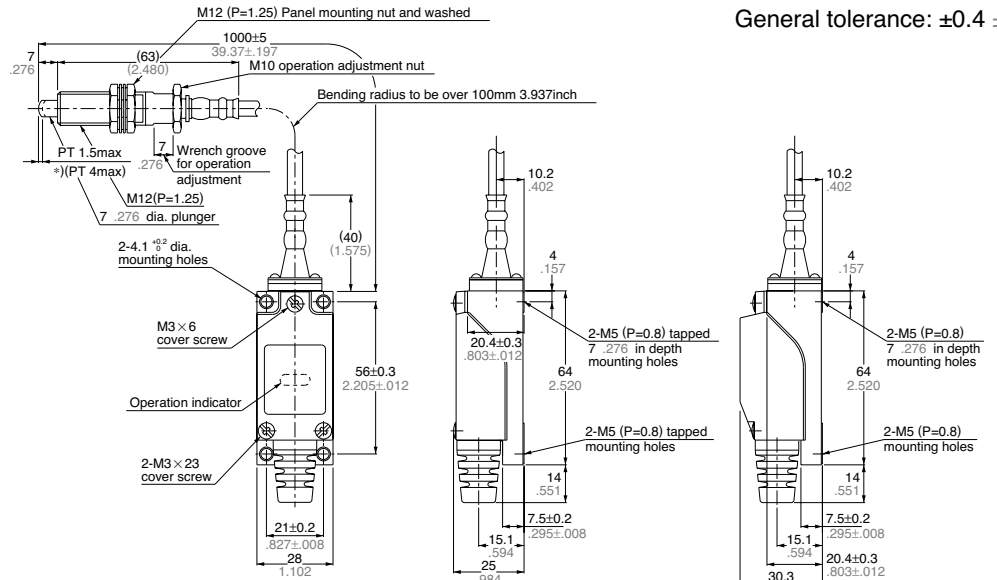 M12 (P=1.25) Panel mounting nut and washed
General tolerance: ±0.4
1000±5
39.37±.197
7
.276
(63)
(2.480)
M10 operation adjustment nut
Bending radius to be over 100mm 3.937inch
PT 1.5max
*)(PT 4max)
7
.276
Wrench groove
for operation
adjustment
M12(P=1.25)
7 .276 dia. plunger
2-4.1 +0.2 0 dia.
mounting holes
(40)
(1.575)
M3×6
cover screw
56±0.3
2.205±.012
Operation indicator
2-M3×23
cover screw
21±0.2
.827±.008
28
1.102
10.2
.402
4
.157
20.4±0.3
.803±.012
2-M5 (P=0.8) tapped
7 .276 in depth
mounting holes
64
2.520
2-M5 (P=0.8) tapped
mounting holes
14
.551
7.5±0.2
.295±.008
15.1
.594
25
.984
10.2
.402
4
.157
2-M5 (P=0.8)
7 .276 in depth
mounting holes
64
2.520
2-M5 (P=0.8)
mounting holes
14
.551
7.5±0.2
.295±.008
15.1
.594
20.4±0.3
.803±.012
30.3